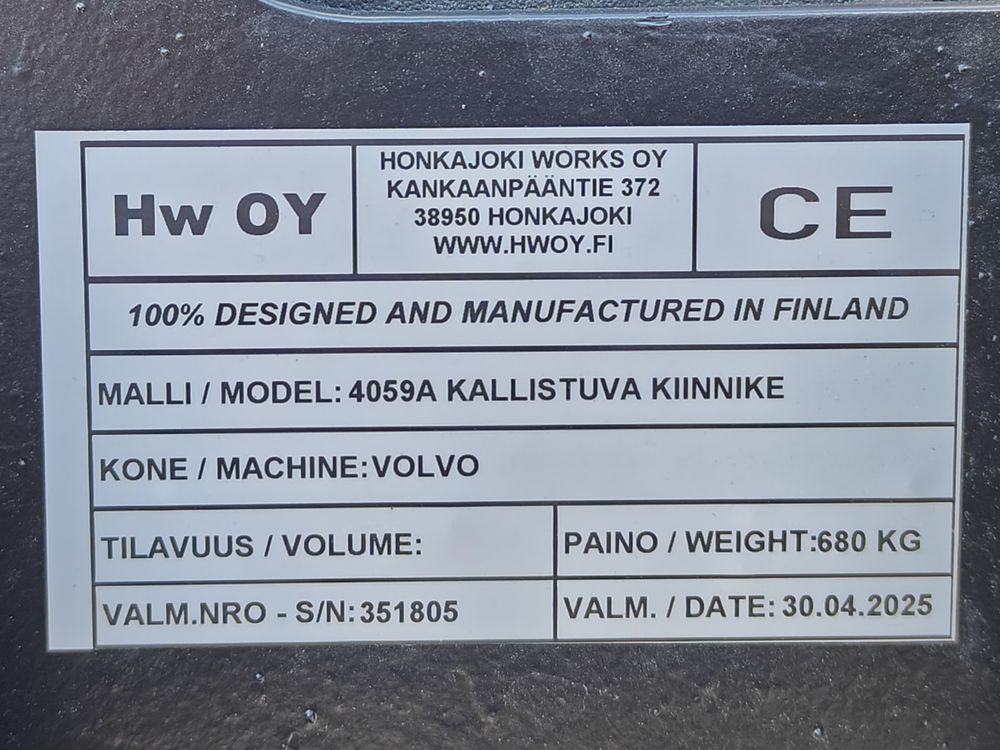 Hw OY
HONKAJOKI WORKS OY
KANKAANPÄÄNTIE 372
38950 HONKAJOKI
WWW.HWOY.FI
CE
100% DESIGNED AND MANUFACTURED IN FINLAND
MALLI / MODEL: 4059A KALLISTUVA KIINNIKE
KONE / MACHINE:VOLVO
TILAVUUS / VOLUME:
PAINO / WEIGHT:680 KG
VALM.NRO - S/N:351805
VALM. / DATE: 30.04.2025